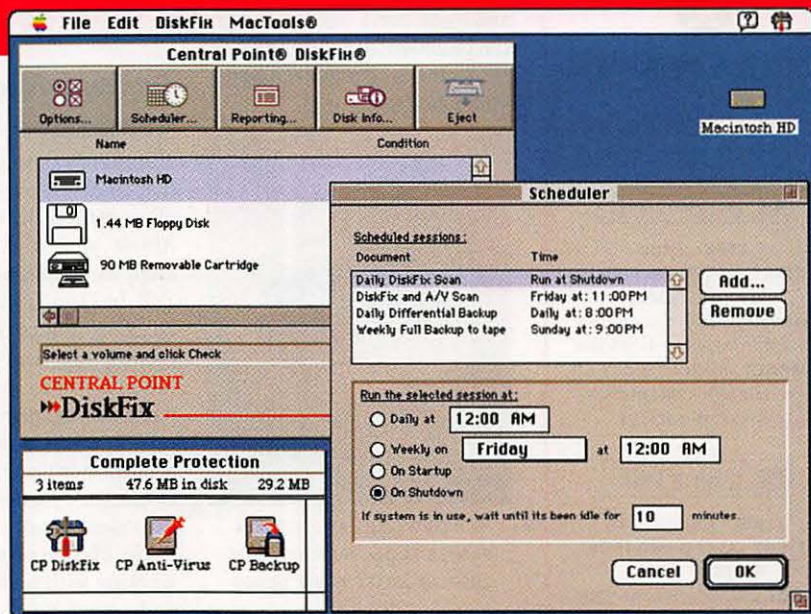 File Edit DiskFix MacTools®
Central Point® DiskFix®
Options... Scheduler... Reporting... Disk Info... Eject
Name Condition
Macintosh HD
1.44 MB Floppy Disk
90 MB Removable Cartridge
Select a volume and click Check
CENTRAL POINT
DiskFix
Macintosh HD
Scheduler
Scheduled sessions:
Document Time
Daily DiskFix Scan Run at Shutdown
DiskFix and A/V Scan Friday at: 11:00 PM
Daily Differential Backup Daily at: 8:00 PM
Weekly Full Backup to tape Sunday at: 9:00 PM
Add...
Remove
Run the selected session at:
Daily at 12:00 AM
Weekly on Friday at 12:00 AM
On Startup
On Shutdown
If system is in use, wait until its been idle for 10 minutes.
Cancel OK
Complete Protection
3 items 47.6 MB in disk 29.2 MB
CP DiskFix CP Anti-Virus CP Backup